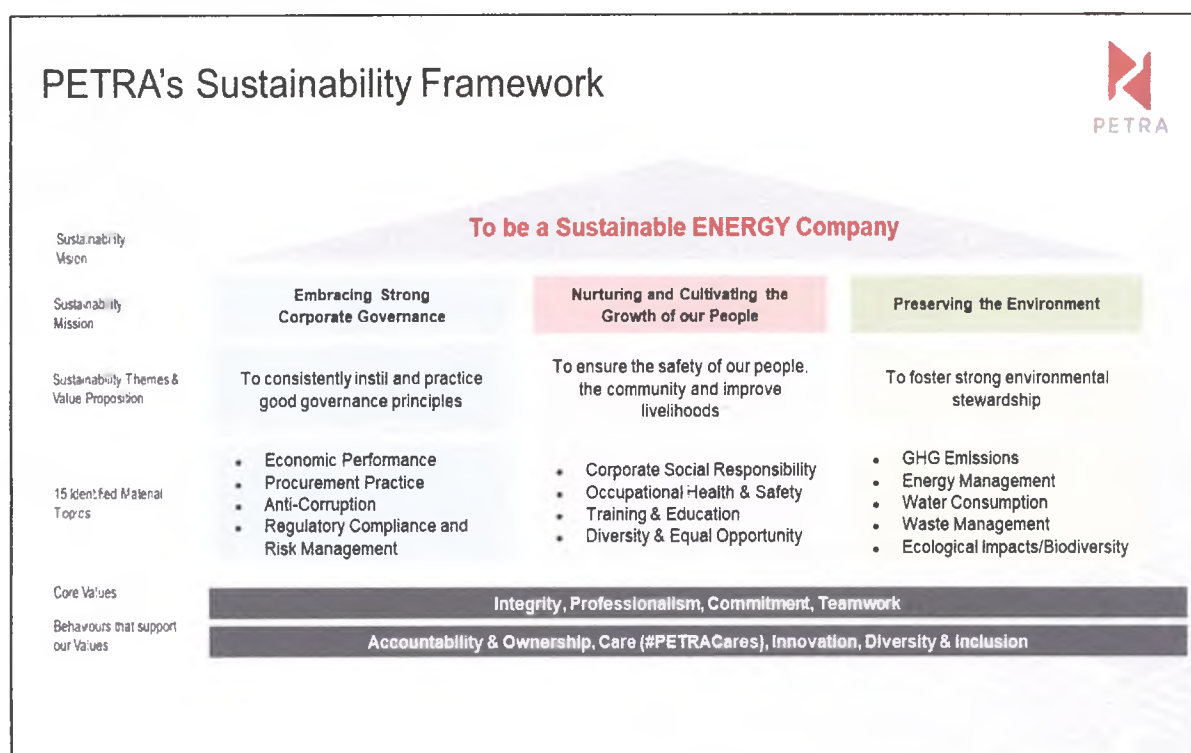 PETRA's Sustainability Framework
PETRA
To be a Sustainable ENERGY Company
Sustainability
Vision
Sustainability
Mission
Embracing Strong
Corporate Governance
Nurturing and Cultivating the
Growth of our People
Preserving the Environment
Sustainability Themes &
Value Proposition
To consistently instil and practice
good governance principles
To ensure the safety of our people,
the community and improve
livelihoods
To foster strong environmental
stewardship
15 Identified Material
Topics
• Economic Performance
• Procurement Practice
• Anti-Corruption
• Regulatory Compliance and
Risk Management
• Corporate Social Responsibility
• Occupational Health & Safety
• Training & Education
• Diversity & Equal Opportunity
• GHG Emissions
• Energy Management
• Water Consumption
• Waste Management
• Ecological Impacts/Biodiversity
Core Values
Integrity, Professionalism, Commitment, Teamwork
Behaviours that support
our Values
Accountability & Ownership, Care (#PETRACares), Innovation, Diversity & Inclusion